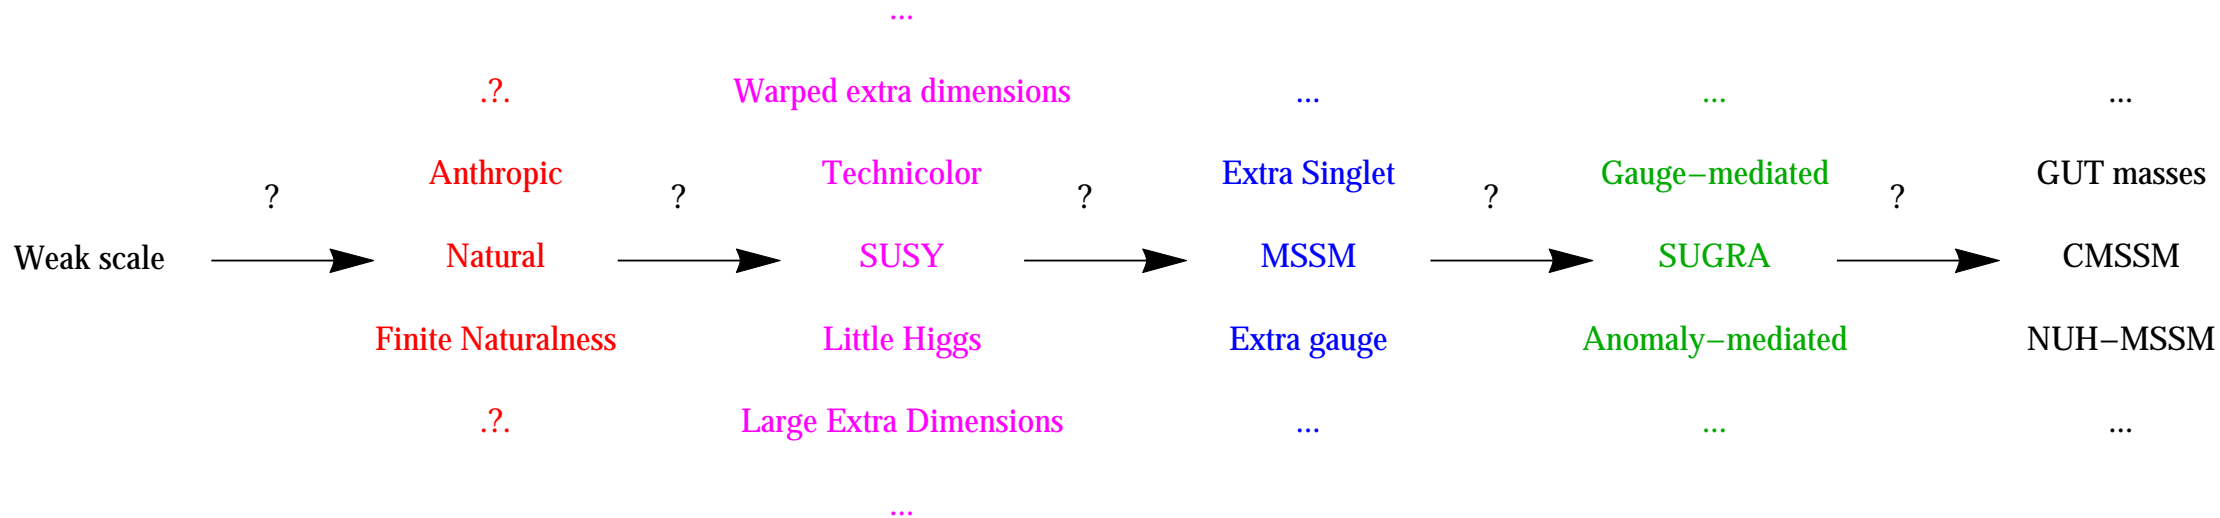 ...
.?. Warped extra dimensions ... ... ...
Anthropic Technicolor Extra Singlet Gauge−mediated GUT masses
? ? ? ? ?
Weak scale Natural SUSY MSSM SUGRA CMSSM
Finite Naturalness Little Higgs Extra gauge Anomaly−mediated NUH−MSSM
.?. Large Extra Dimensions ... ... ...
...